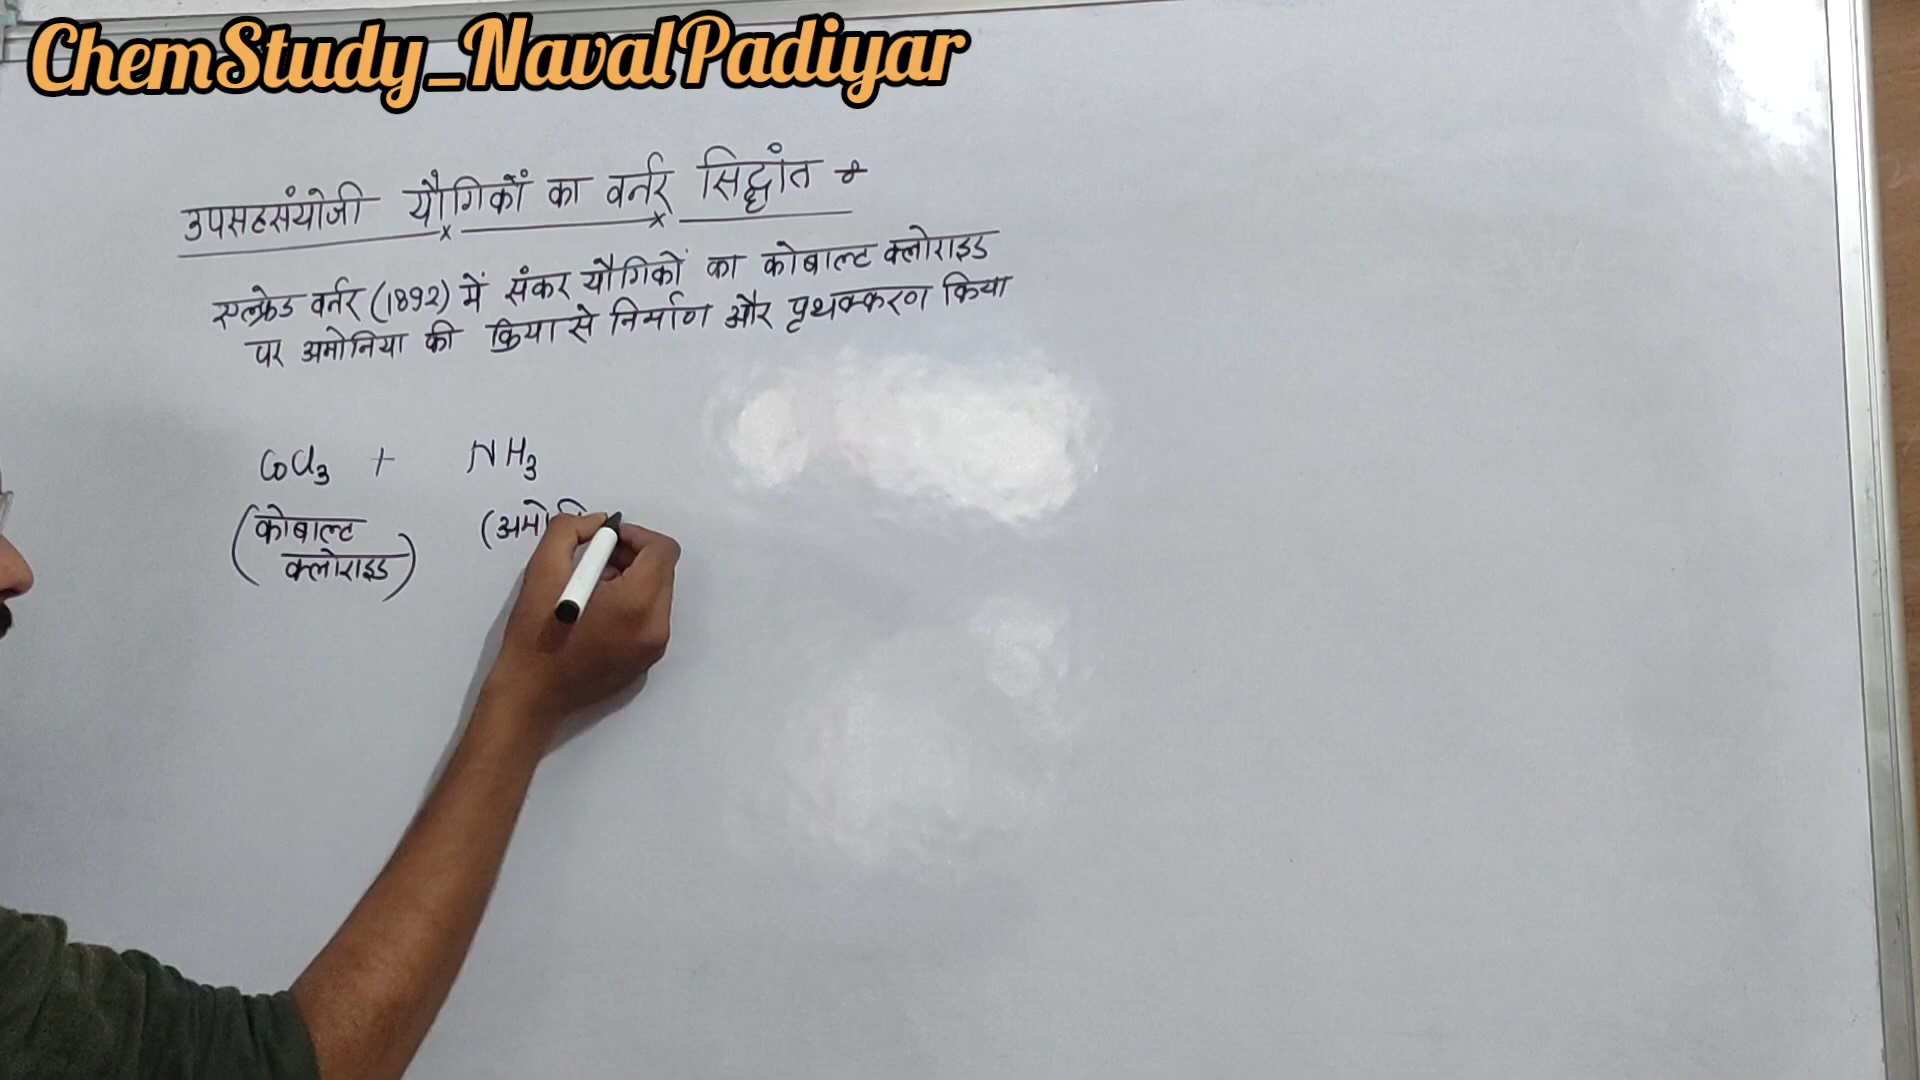 ChemStudy_NavalPadiyar
उपसहसंयोजी यौगिकों का वर्नर सिद्धांत
एल्फ्रेड वर्नर (1892) में संकर यौगिकों का कोबाल्ट क्लोराइड
पर अमोनिया की क्रिया से निर्माण और पृथक्करण किया
CoCl₃ + NH₃
(कोबाल्ट
क्लोराइड)